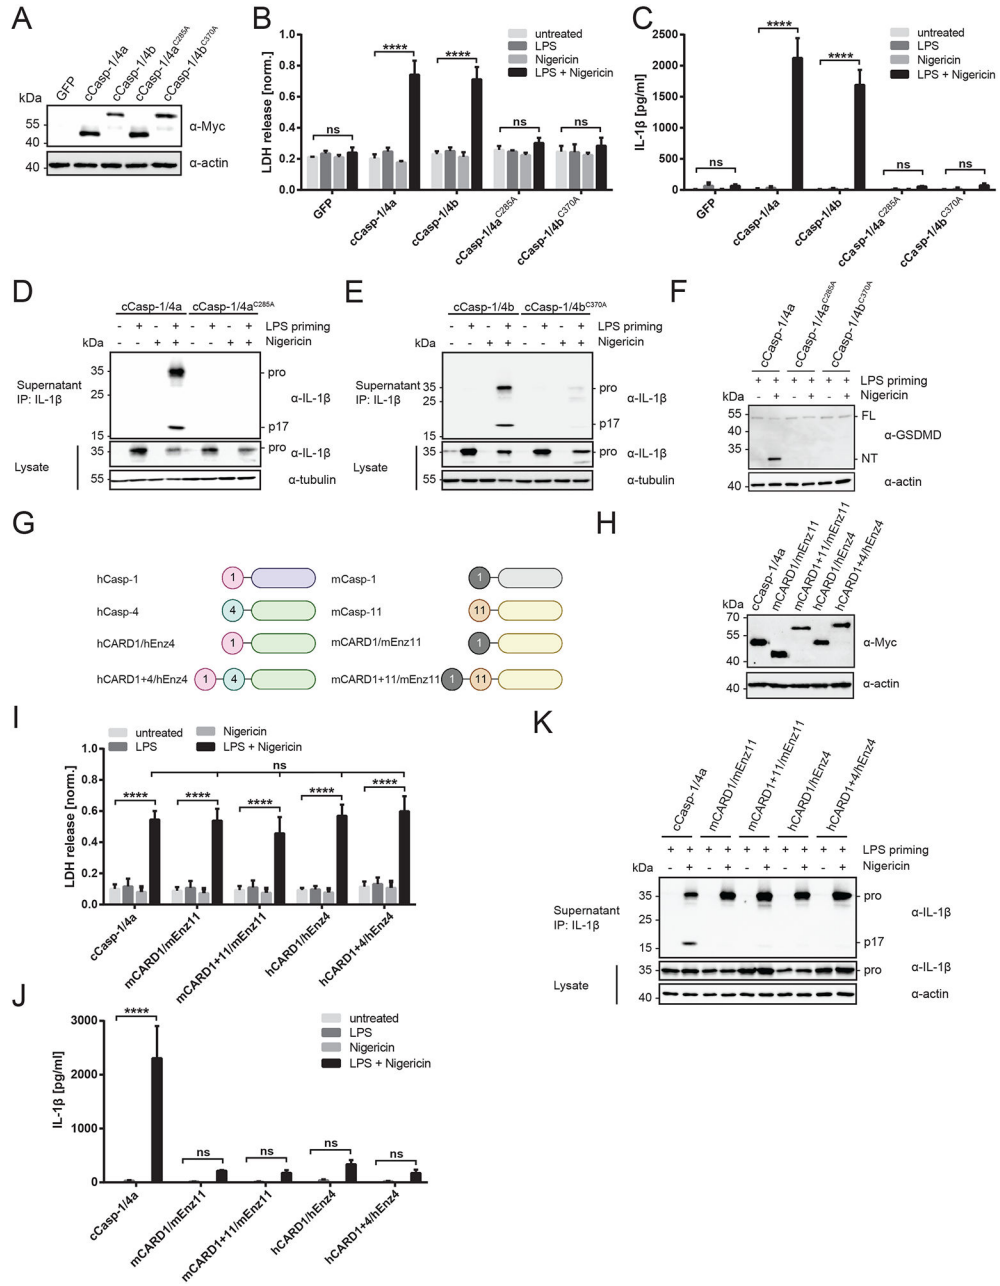 A
GFP
cCasp-1/4a
cCasp-1/4b
cCasp-1/4aC285A
cCasp-1/4bC370A
kDa
55
40
α-Myc
40
α-actin
B
LDH release [norm.]
1.0
0.8
0.6
0.4
0.2
0.0
untreated
LPS
Nigericin
LPS + Nigericin
ns
****
****
ns
ns
GFP
cCasp-1/4a
cCasp-1/4b
cCasp-1/4aC285A
cCasp-1/4bC370A
C
IL-1β [pg/ml]
2500
2000
1500
1000
500
0
untreated
LPS
Nigericin
LPS + Nigericin
ns
****
****
ns
ns
GFP
cCasp-1/4a
cCasp-1/4b
cCasp-1/4aC285A
cCasp-1/4bC370A
D
cCasp-1/4a cCasp-1/4aC285A
- + - + - + - + LPS priming
- - + + - - + + Nigericin
kDa
Supernatant
IP: IL-1β
35
25
15
pro
α-IL-1β
p17
Lysate
35
pro
α-IL-1β
55
α-tubulin
E
cCasp-1/4b cCasp-1/4bC370A
- + - + - + - + LPS priming
- - + + - - + + Nigericin
kDa
Supernatant
IP: IL-1β
35
25
15
pro
α-IL-1β
p17
Lysate
35
pro
α-IL-1β
55
α-tubulin
F
cCasp-1/4a
cCasp-1/4aC285A
cCasp-1/4bC370A
+ + + + + + LPS priming
- + - + - + Nigericin
kDa
55
40
35
25
FL
α-GSDMD
NT
40
α-actin
G
hCasp-1 1
hCasp-4 4
hCARD1/hEnz4 1
hCARD1+4/hEnz4 1 4
mCasp-1 1
mCasp-11 11
mCARD1/mEnz11 1
mCARD1+11/mEnz11 1 11
H
cCasp-1/4a
mCARD1/mEnz11
mCARD1+11/mEnz11
hCARD1/hEnz4
hCARD1+4/hEnz4
kDa
70
55
40
α-Myc
40
α-actin
I
LDH release [norm.]
1.0
0.8
0.6
0.4
0.2
0.0
untreated
LPS
Nigericin
LPS + Nigericin
ns
****
****
****
****
****
cCasp-1/4a
mCARD1/mEnz11
mCARD1+11/mEnz11
hCARD1/hEnz4
hCARD1+4/hEnz4
J
IL-1β [pg/ml]
3000
2000
1000
0
untreated
LPS
Nigericin
LPS + Nigericin
****
ns
ns
ns
ns
cCasp-1/4a
mCARD1/mEnz11
mCARD1+11/mEnz11
hCARD1/hEnz4
hCARD1+4/hEnz4
K
cCasp-1/4a
mCARD1/mEnz11
mCARD1+11/mEnz11
hCARD1/hEnz4
hCARD1+4/hEnz4
+ + + + + + + + + + LPS priming
- + - + - + - + - + Nigericin
kDa
Supernatant
IP: IL-1β
35
25
15
pro
α-IL-1β
p17
Lysate
35
pro
α-IL-1β
40
α-actin